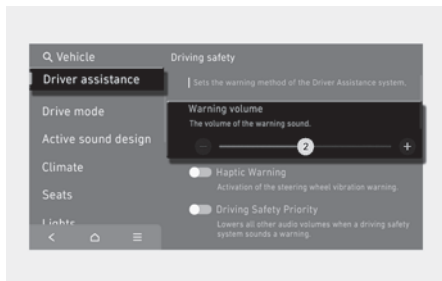 Vehicle
Driver assistance
Drive mode
Active sound design
Climate
Seats
Lights
Driving safety
Sets the warning method of the Driver Assistance system.
Warning volume
The volume of the warning sound.
2
Haptic Warning
Activation of the steering wheel vibration warning.
Driving Safety Priority
Lowers all other audio volumes when a driving safety
system sounds a warning.